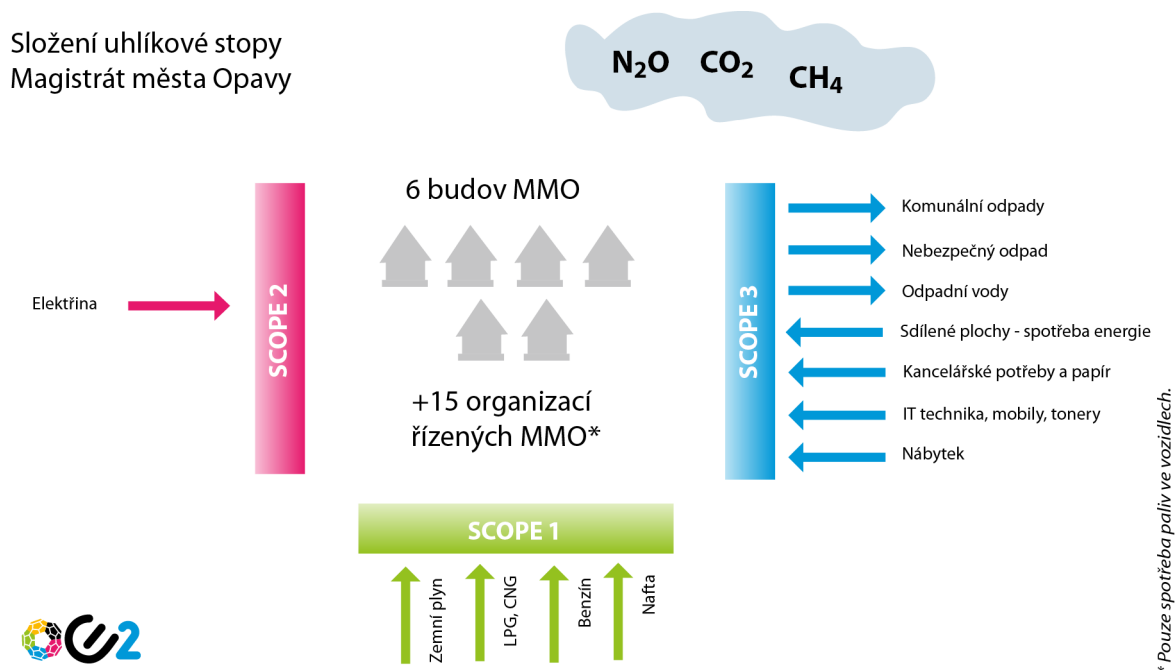 Složení uhlíkové stopy
Magistrát města Opavy
N₂O CO₂ CH₄
6 budov MMO
+15 organizací
řízených MMO*
Elektřina
SCOPE 2
SCOPE 3
Komunální odpady
Nebezpečný odpad
Odpadní vody
Sdílené plochy - spotřeba energie
Kancelářské potřeby a papír
IT technika, mobily, tonery
Nábytek
SCOPE 1
Zemní plyn
LPG, CNG
Benzín
Nafta
* Pouze spotřeba paliv ve vozidlech.